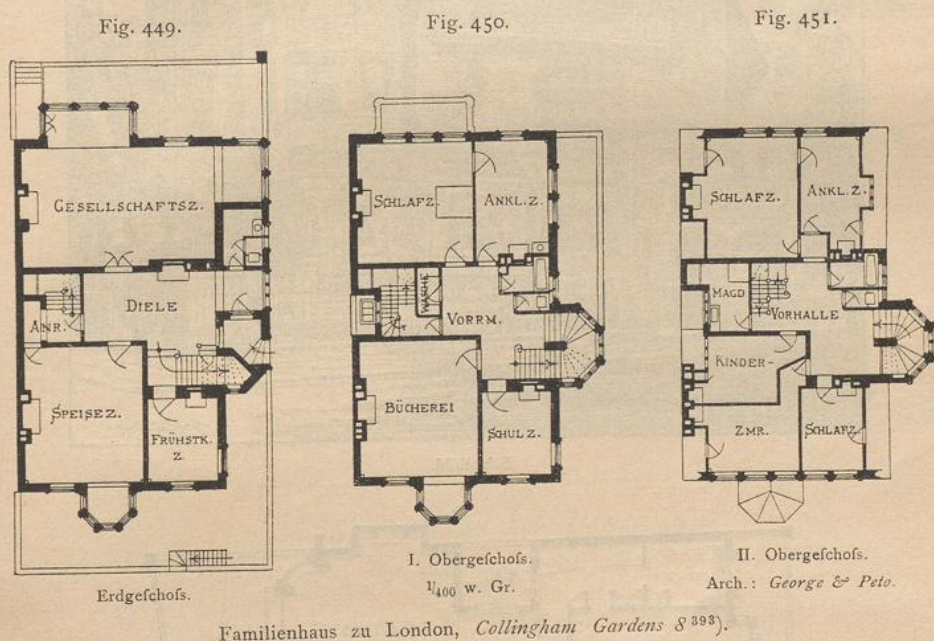 Fig. 449.
Fig. 450.
Fig. 451.
GESELLSCHAFTSZ.
DIELE
ANR.
SPEISEZ.
FRÜHSTK.
Z.
Erdgeſchoſs.
SCHLAFZ.
ANKL.Z.
WÄSCHE
VORRM.
BÜCHEREI
SCHULZ.
I. Obergeſchoſs.
1/400 w. Gr.
SCHLAFZ.
ANKL.Z.
MAGD
VORHALLE
KINDER-
ZMR.
SCHLAFZ.
II. Obergeſchoſs.
Arch.: George & Peto.
Familienhaus zu London, Collingham Gardens 8 393).